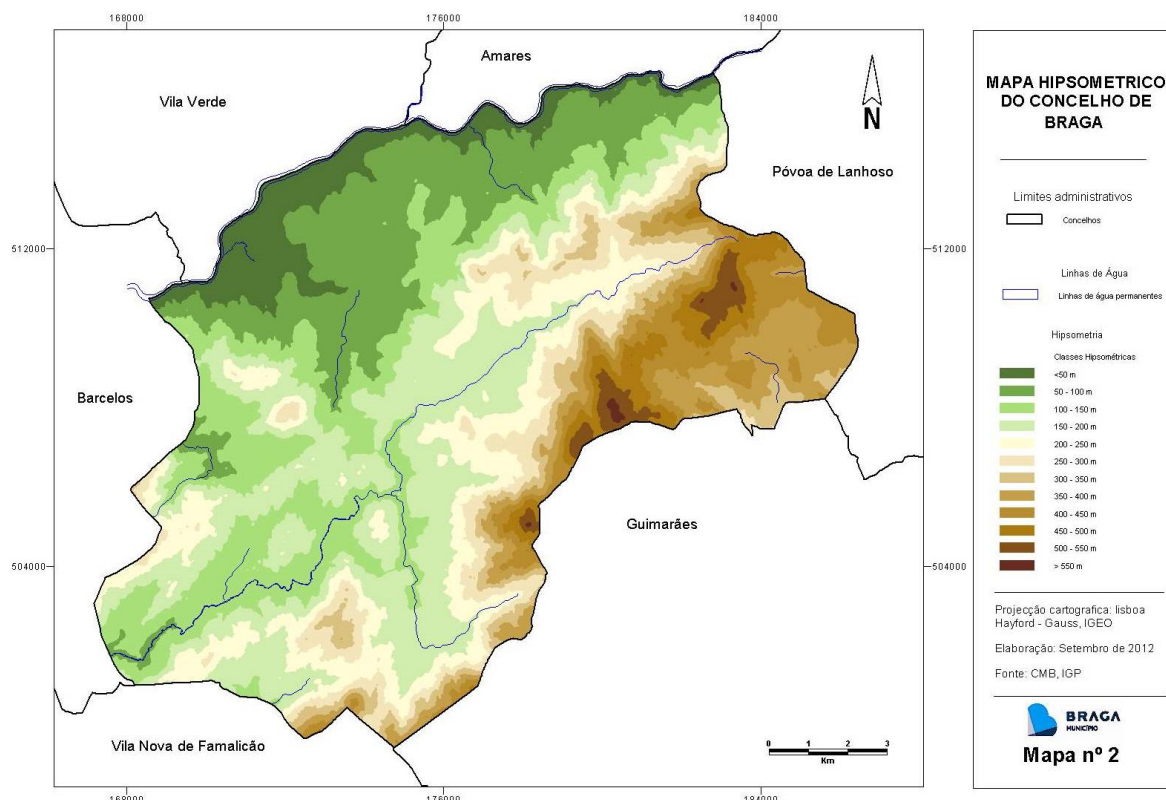 168000
176000
184000
Amares
Vila Verde
N
Póvoa de Lanhoso
512000
512000
Barcelos
Guimarães
504000
504000
Vila Nova de Famalicão
0 1 2 3
Km
168000
176000
184000
MAPA HIPSOMETRICO
DO CONCELHO DE
BRAGA
Limites administrativos
Concelhos
Linhas de Água
Linhas de água permanentes
Hipsometria
Classes Hipsométricas
<50 m
50 - 100 m
100 - 150 m
150 - 200 m
200 - 250 m
250 - 300 m
300 - 350 m
350 - 400 m
400 - 450 m
450 - 500 m
500 - 550 m
> 550 m
Projecção cartografica: lisboa
Hayford - Gauss, IGEO
Elaboração: Setembro de 2012
Fonte: CMB, IGP
BRAGA
MUNICÍPIO
Mapa nº 2